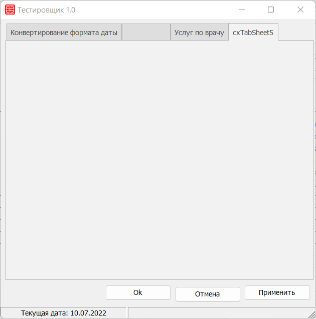 Тестировщик 1.0
Конвертирование формата даты Услуг по врачу cxTabSheet5
Ok Отмена Применить
Текущая дата: 10.07.2022